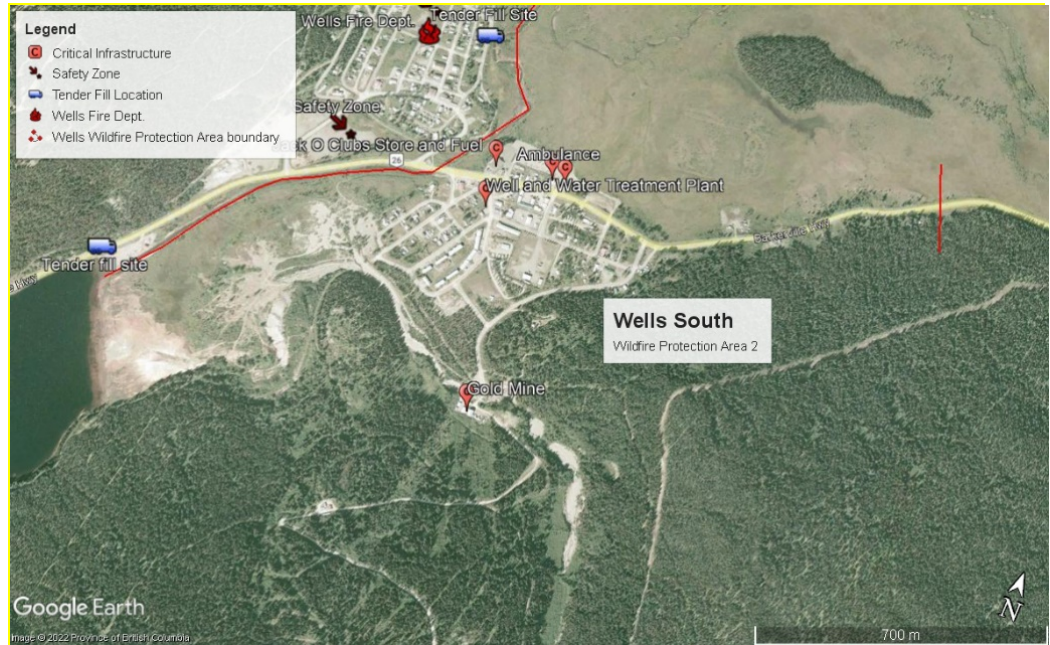 Legend
Critical Infrastructure
Safety Zone
Tender Fill Location
Wells Fire Dept.
Wells Wildfire Protection Area boundary
Wells Fire Dept.
Tender Fill Site
Safety Zone
O Clubs Store and Fuel
26
Ambulance
Well and Water Treatment Plant
Tender fill site
Hwy
Wells South
Wildfire Protection Area 2
Gold Mine
Google Earth
Image © 2022 Province of British Columbia
N
700 m